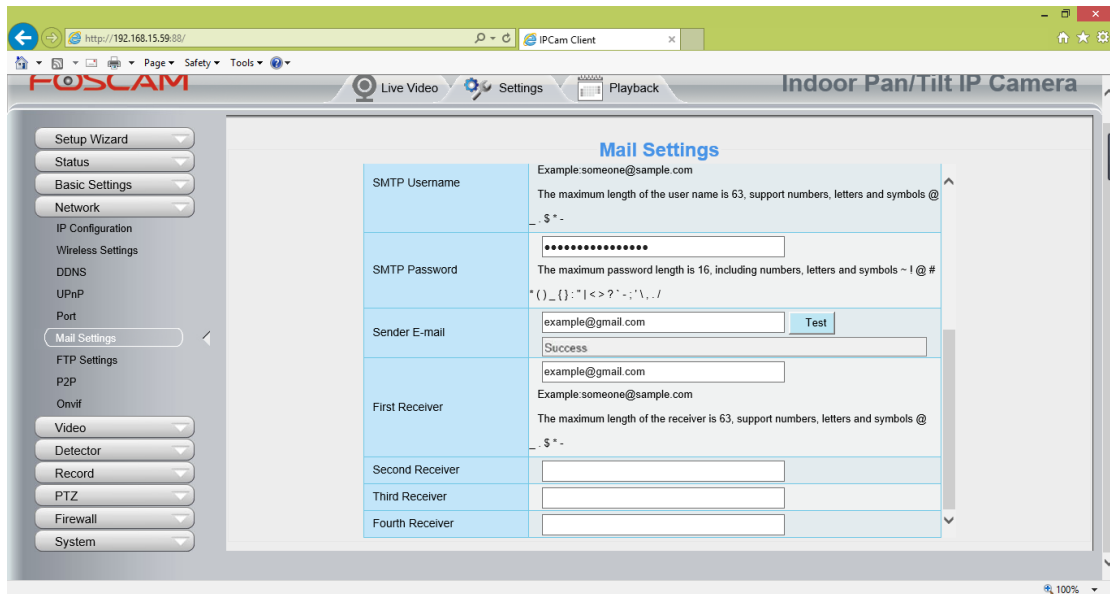 http://192.168.15.59:88/
IPCam Client
Page Safety Tools
FOSCAM
Live Video
Settings
Playback
Indoor Pan/Tilt IP Camera
Setup Wizard
Status
Basic Settings
Network
IP Configuration
Wireless Settings
DDNS
UPnP
Port
Mail Settings
FTP Settings
P2P
Onvif
Video
Detector
Record
PTZ
Firewall
System
Mail Settings
SMTP Username
Example:someone@sample.com
The maximum length of the user name is 63, support numbers, letters and symbols @
_ . $ * -
SMTP Password
••••••••••••••••
The maximum password length is 16, including numbers, letters and symbols ~ ! @ #
* ( ) _ { } : " | < > ? ` - ; ' \ , . /
Sender E-mail
example@gmail.com
Test
Success
First Receiver
example@gmail.com
Example:someone@sample.com
The maximum length of the receiver is 63, support numbers, letters and symbols @
_ . $ * -
Second Receiver
Third Receiver
Fourth Receiver
100%